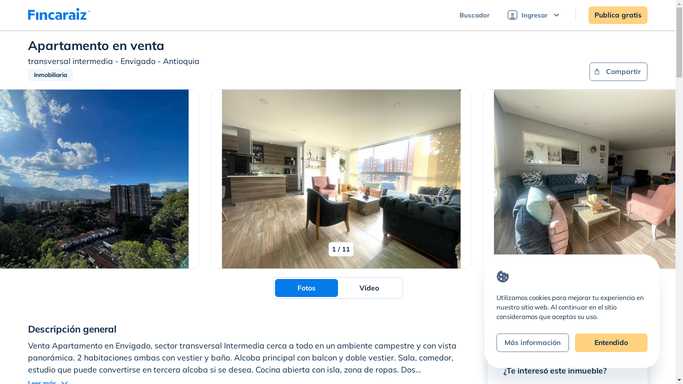 Fincaraiz
Buscador
Ingresar
Publica gratis
Apartamento en venta
transversal intermedia - Envigado - Antioquia
Inmobiliaria
Compartir
1 / 11
Fotos
Video
Utilizamos cookies para mejorar tu experiencia en
nuestro sitio web. Al continuar en el sitio
consideramos que aceptas su uso.
Más información
Entendido
Descripción general
Venta Apartamento en Envigado, sector transversal Intermedia cerca a todo en un ambiente campestre y con vista
panorámica. 2 habitaciones ambas con vestier y baño. Alcoba principal con balcon y doble vestier. Sala, comedor,
estudio que puede convertirse en tercera alcoba si se desea. Cocina abierta con isla, zona de ropas. Dos...
Leer más
¿Te interesó este inmueble?